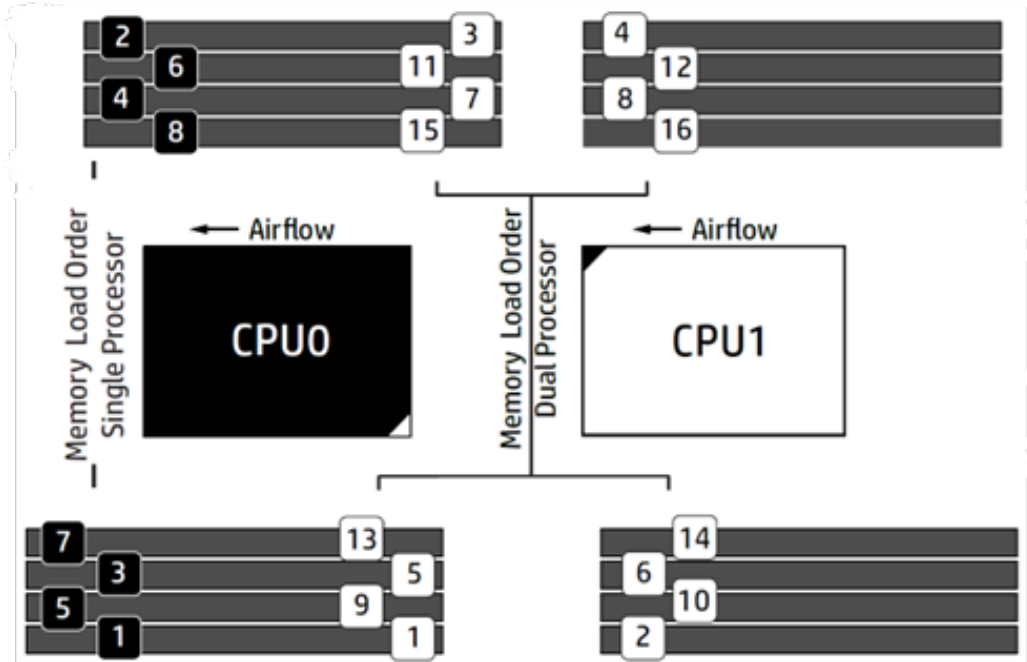 2 3 4
6 11 12
4 7 8
8 15 16
Memory Load Order
Single Processor
Airflow
CPU0
Memory Load Order
Dual Processor
Airflow
CPU1
7 13 14
3 5 6
5 9 10
1 1 2